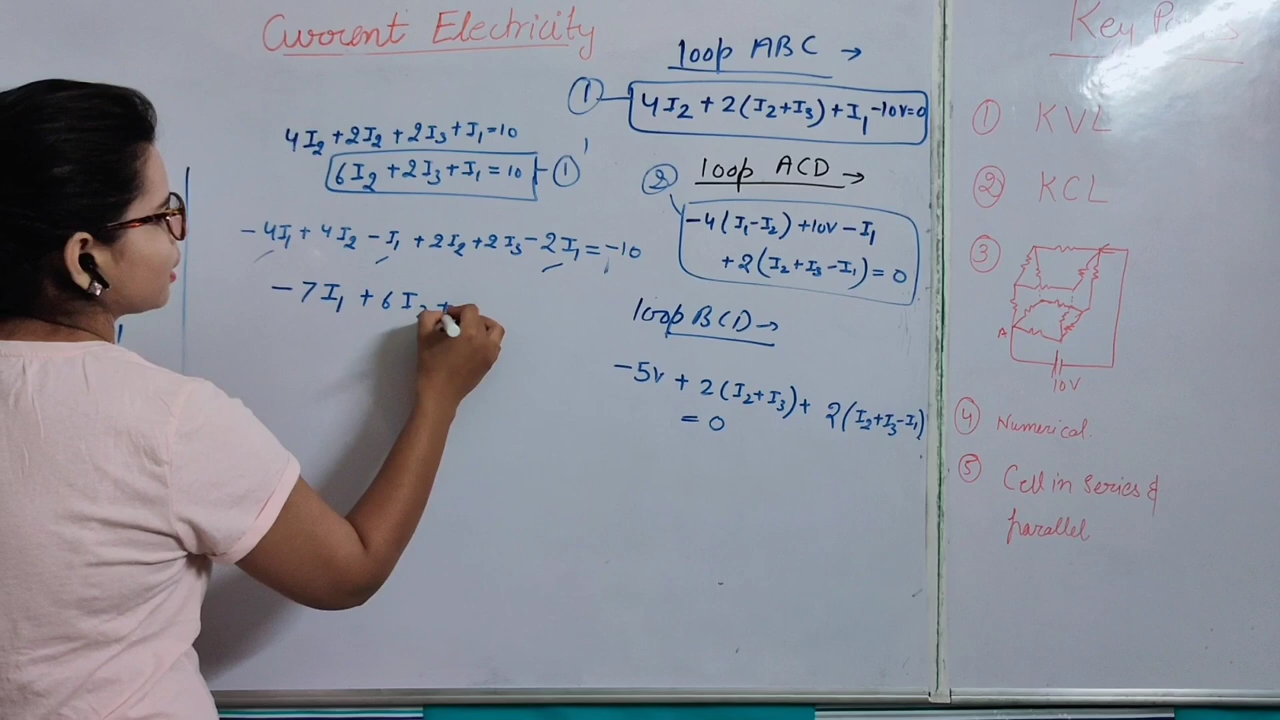 Current Electricity
4I₂ + 2I₂ + 2I₃ + I₁ = 10
6I₂ + 2I₃ + I₁ = 10 - ①
- 4I₁ + 4I₂ - I₁ + 2I₂ + 2I₃ - 2I₁ = -10
- 7I₁ + 6I₂ +
loop ABC →
① 4I₂ + 2(I₂+I₃) + I₁ -10v=0
② loop ACD →
-4(I₁-I₂) +10v - I₁
+ 2(I₂+I₃-I₁) = 0
loop BCD →
-5v + 2(I₂+I₃) + 2(I₂+I₃-I₁)
= 0
Key
① KVL
② KCL
③
A
10V
④ Numerical.
⑤ Cell in series &
parallel